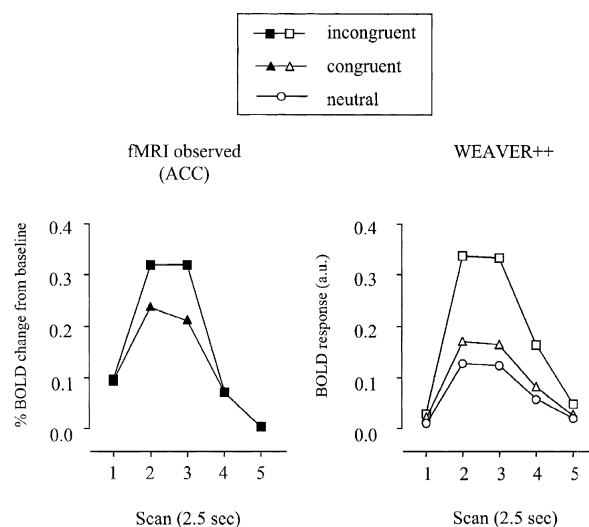 incongruent
congruent
neutral
fMRI observed
(ACC)
WEAVER++
% BOLD change from baseline
0.4
0.3
0.2
0.1
0.0
1 2 3 4 5
Scan (2.5 sec)
BOLD response (a.u.)
0.4
0.3
0.2
0.1
0.0
1 2 3 4 5
Scan (2.5 sec)